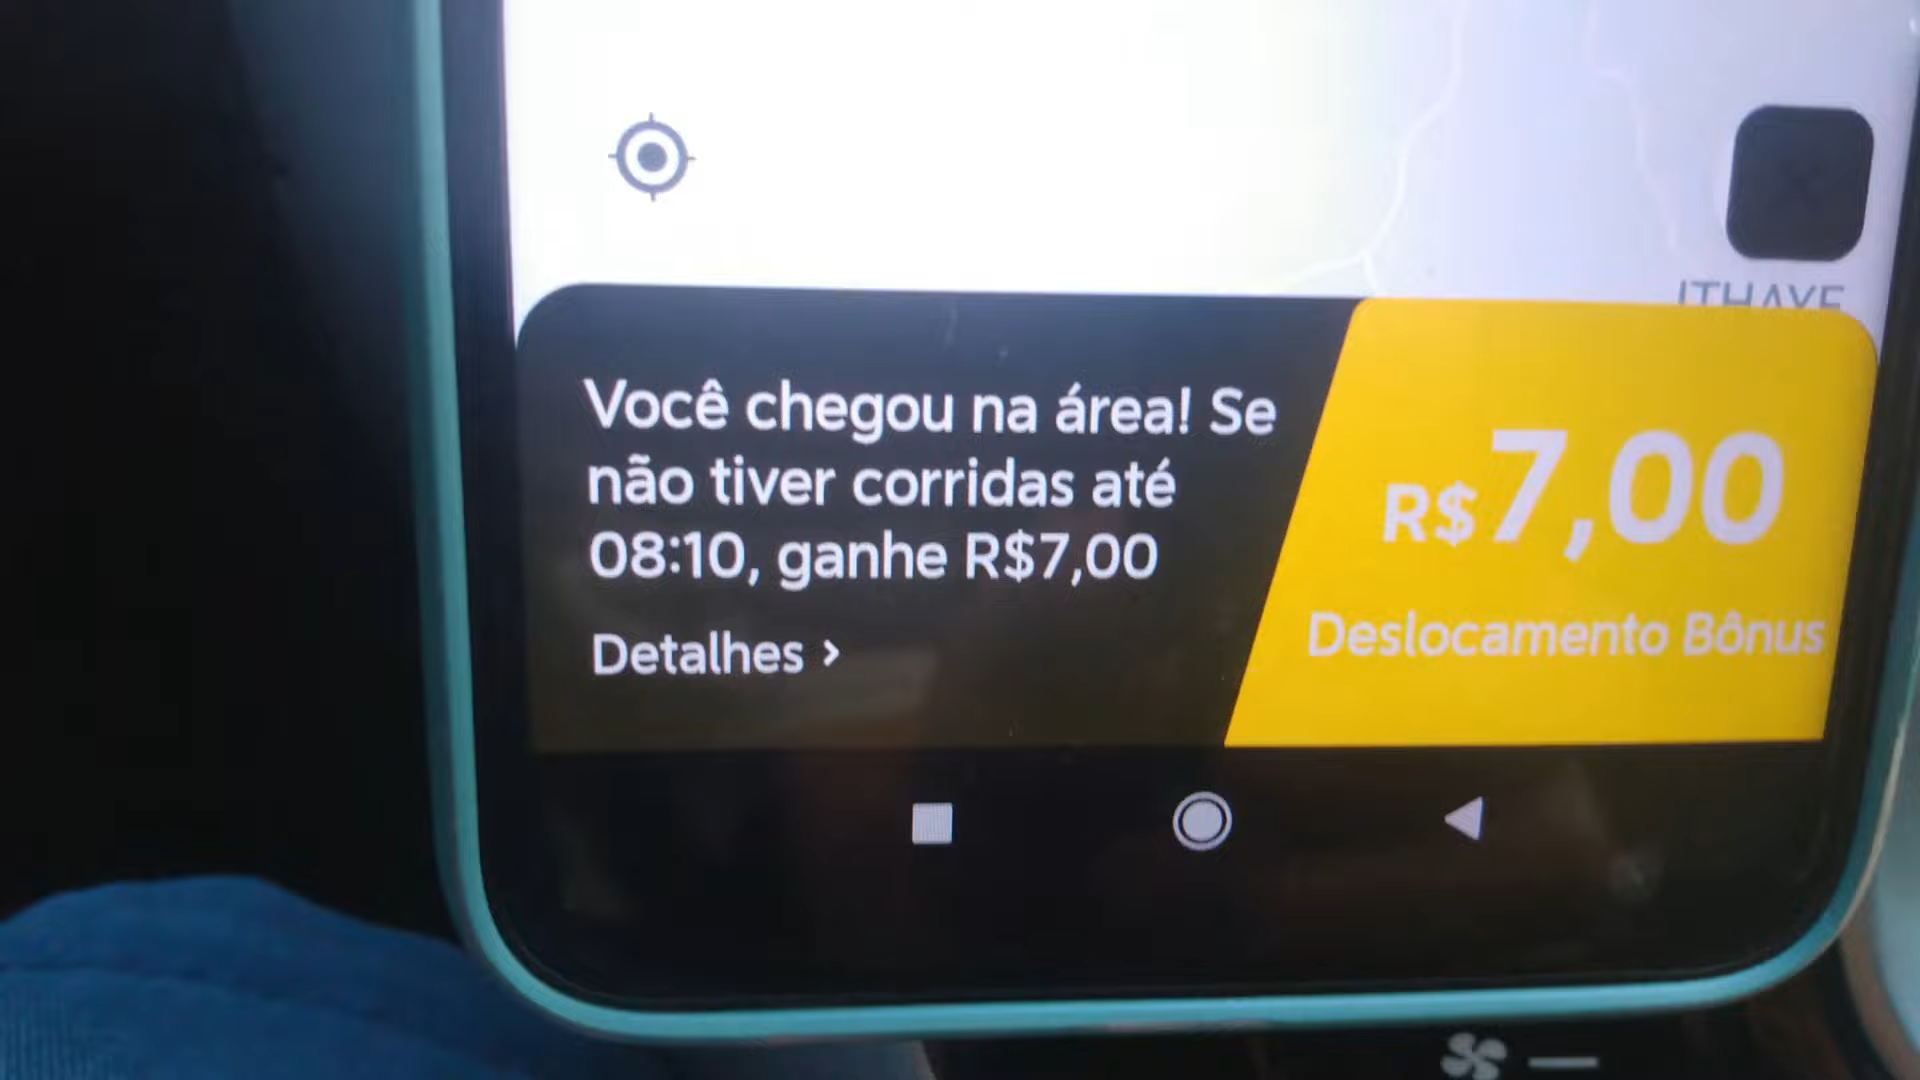 Você chegou na área! Se
não tiver corridas até
08:10, ganhe R$7,00
Detalhes ›
R$7,00
Deslocamento Bônus